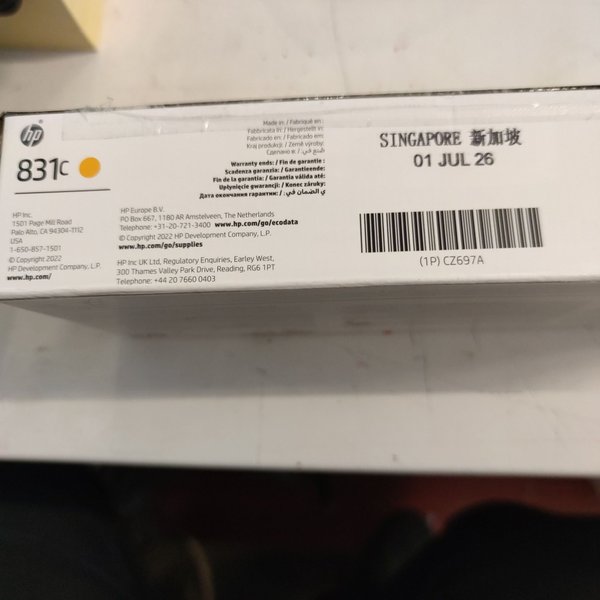 hp
831C
HP Inc.
1501 Page Mill Road
Palo Alto, CA 94304-1112
USA
1-650-857-1501
© Copyright 2022
HP Development Company, L.P.
www.hp.com/
HP Europe B.V.
PO Box 667, 1180 AR Amstelveen, The Netherlands
Telephone: +31-20-721-3400 www.hp.com/go/ecodata
© Copyright 2022 HP Development Company, L.P.
www.hp.com/go/supplies
HP Inc UK Ltd, Regulatory Enquiries, Earley West,
300 Thames Valley Park Drive, Reading, RG6 1PT
Telephone: +44 20 7660 0403
Made in: / Fabriqué en :
Fabbricata in: / Hergestellt in:
Fabricado en: / Fabricado em:
Kraj produkcji: / Země výroby:
Сделано в: / صنع في:
Warranty ends: / Fin de garantie :
Scadenza garanzia: / Garantieende:
Fin de la garantía: / Garantia válida até:
Upłynięcie gwarancji: / Konec záruky:
Дата окончания гарантии: / ي الضمان في:
SINGAPORE 新加坡
01 JUL 26
(1P) CZ697A